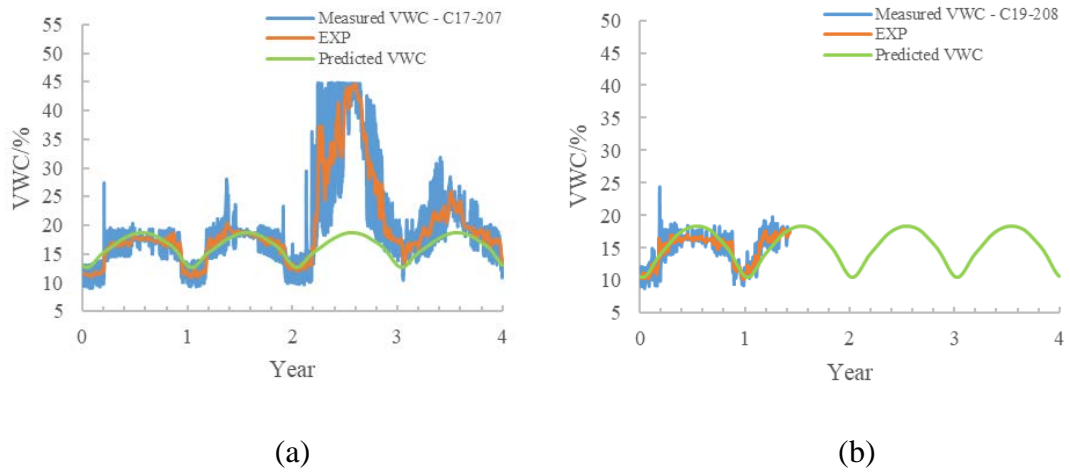 Measured VWC - C17-207
EXP
Predicted VWC
55
50
45
40
35
30
25
20
15
10
5
VWC/%
0 1 2 3 4
Year
(a)
Measured VWC - C19-208
EXP
Predicted VWC
50
45
40
35
30
25
20
15
10
5
VWC/%
0 1 2 3 4
Year
(b)